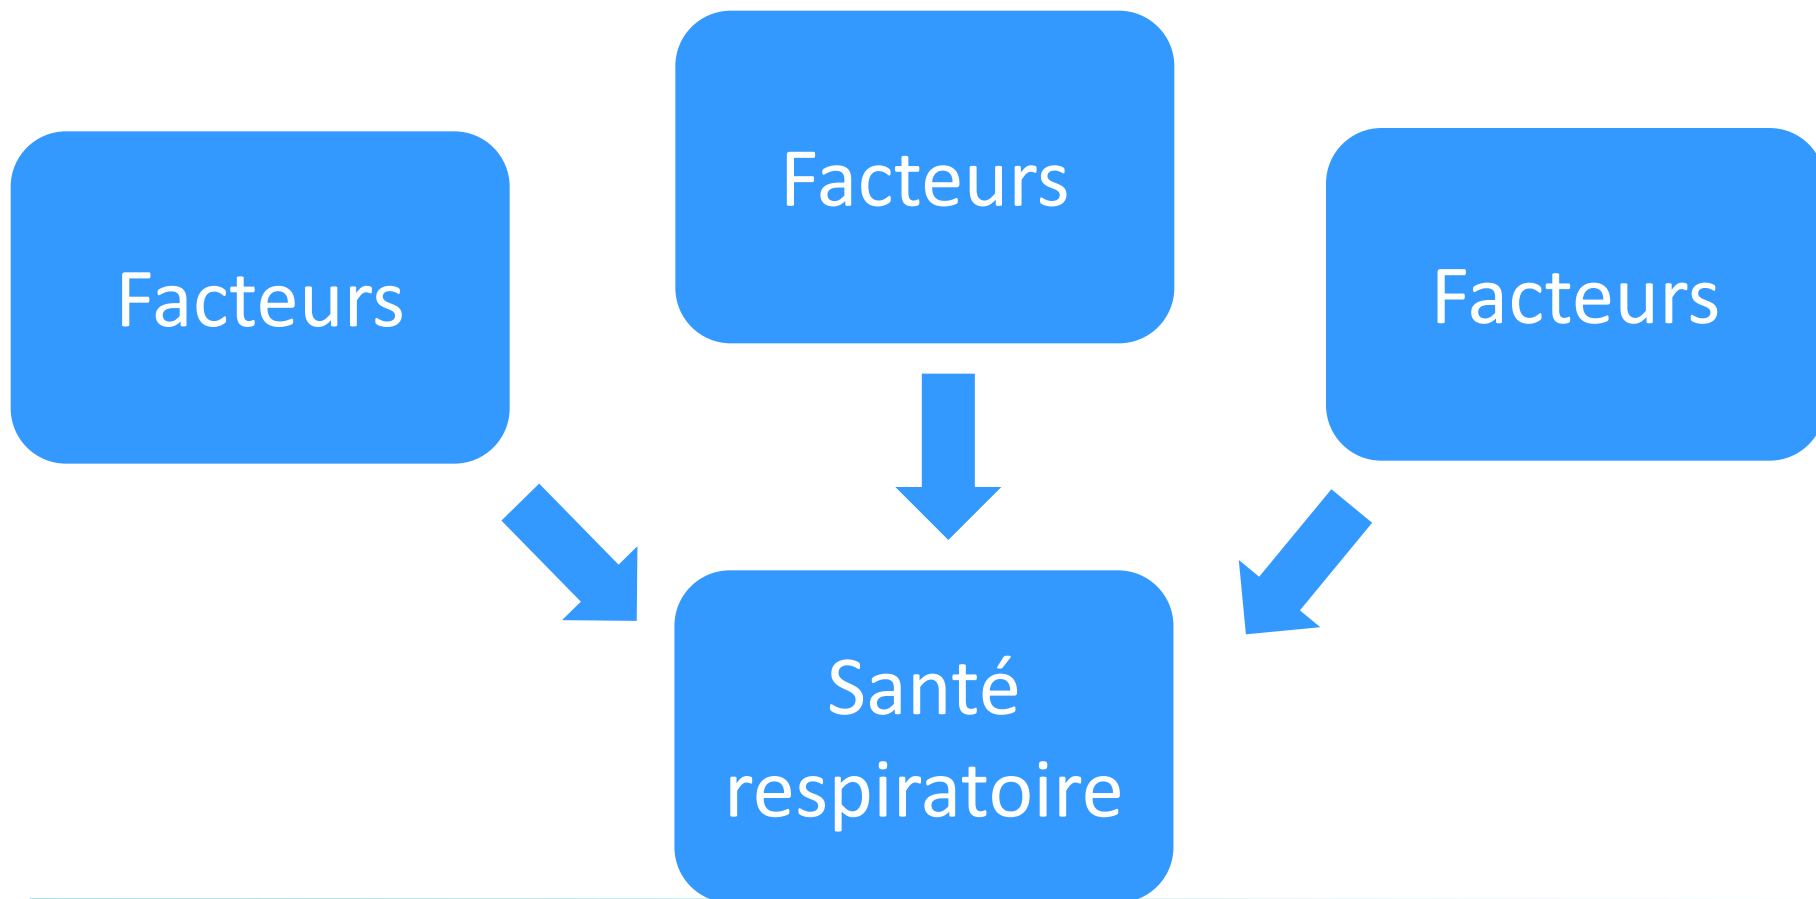 Facteurs
Facteurs
Facteurs
Santé
respiratoire